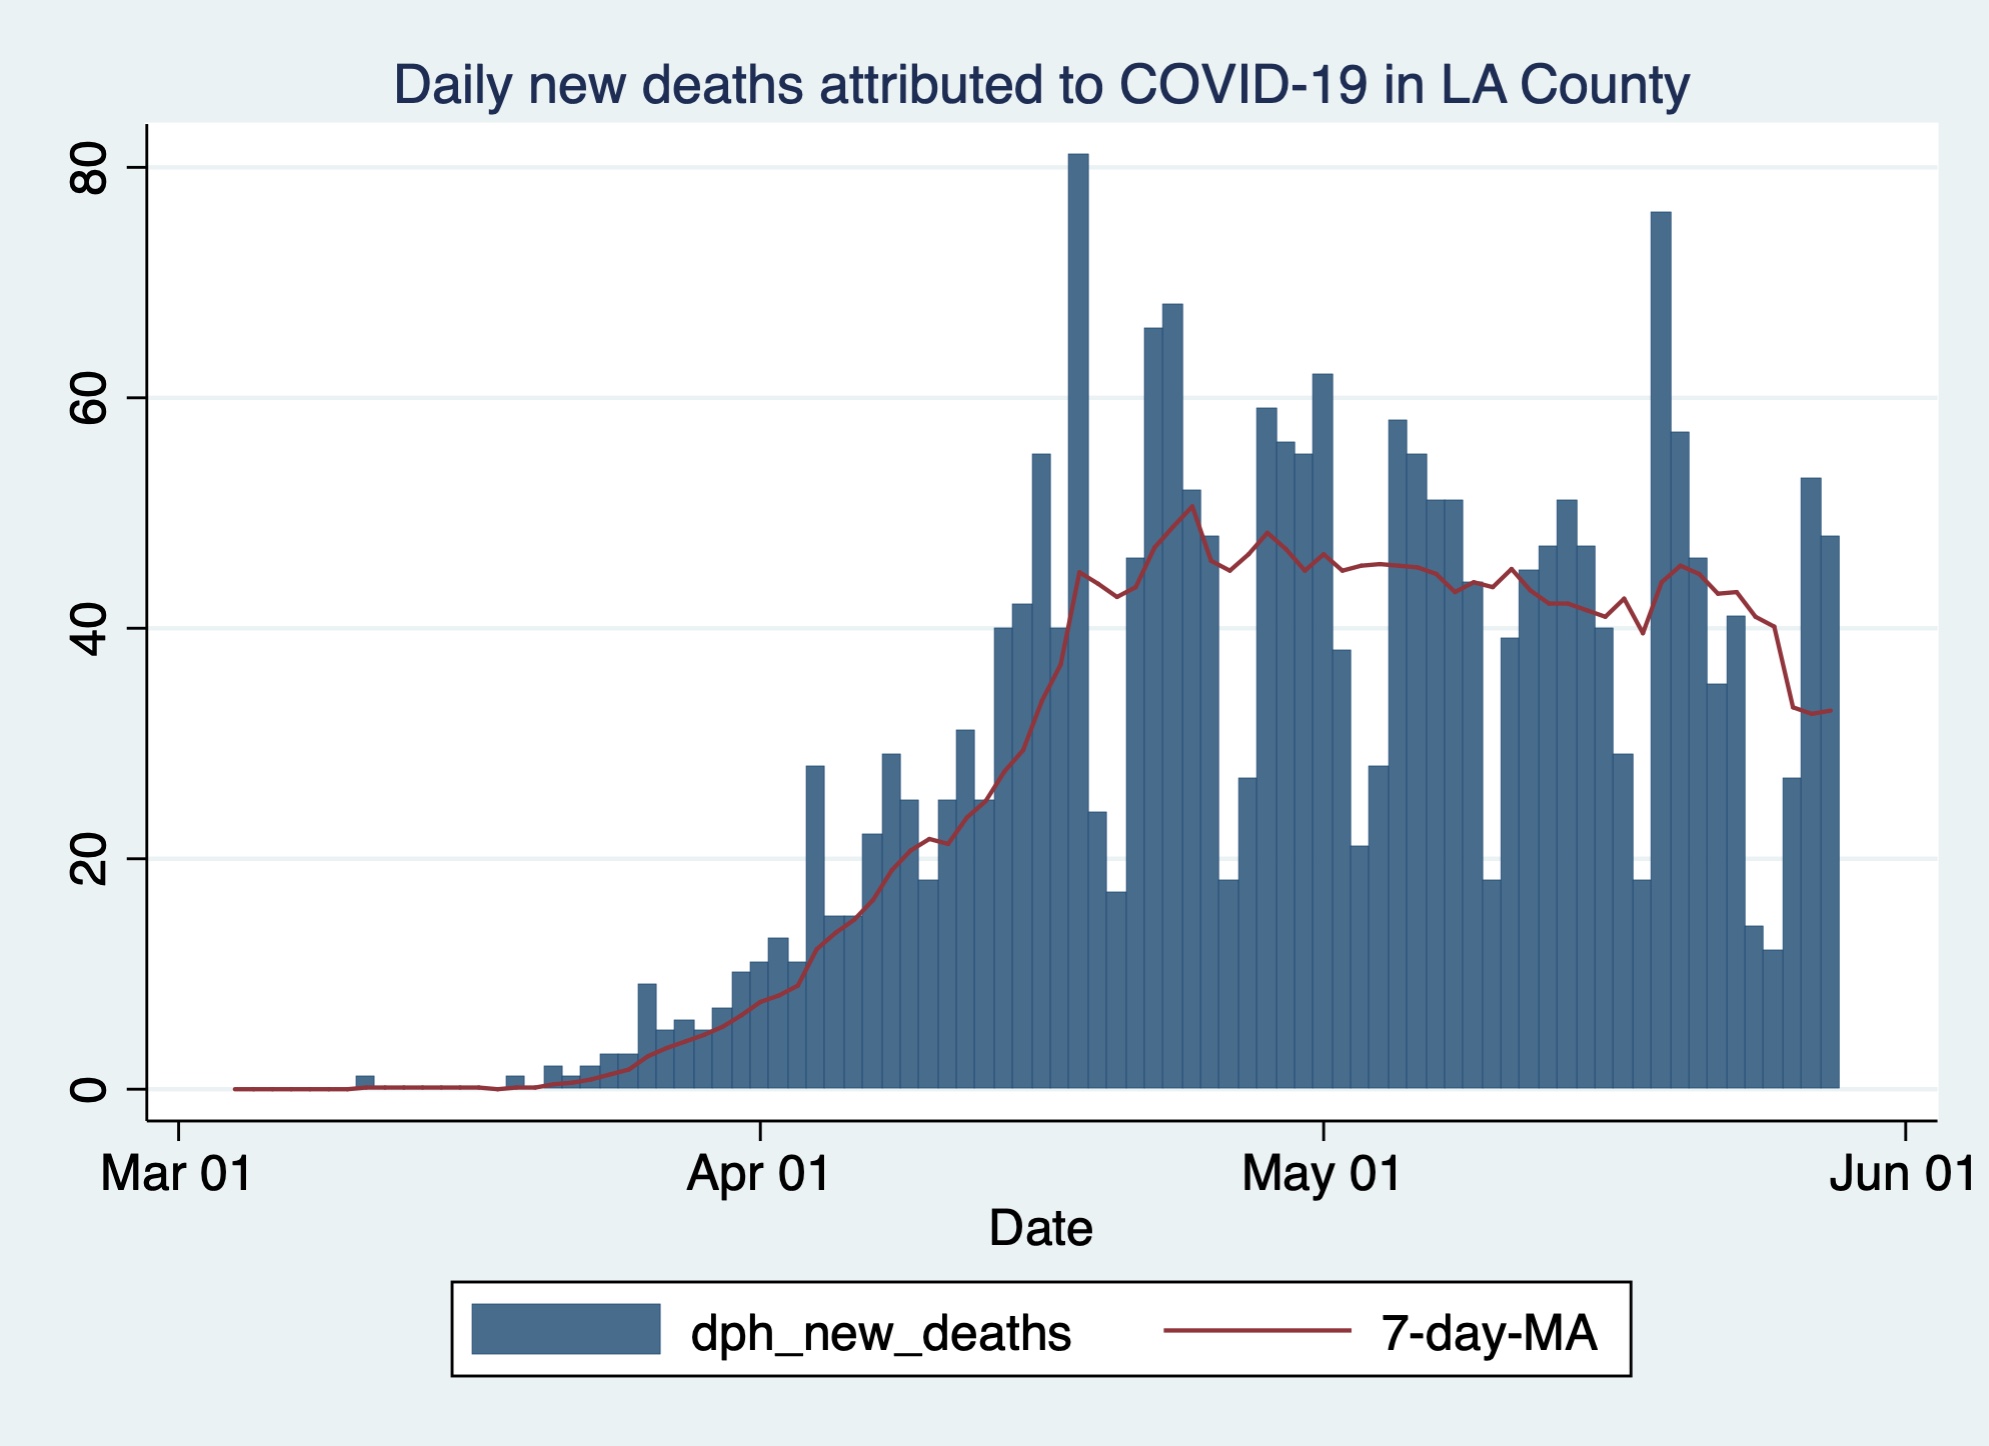 Daily new deaths attributed to COVID-19 in LA County
80
60
40
20
0
Mar 01 Apr 01 May 01 Jun 01
Date
dph_new_deaths 7-day-MA